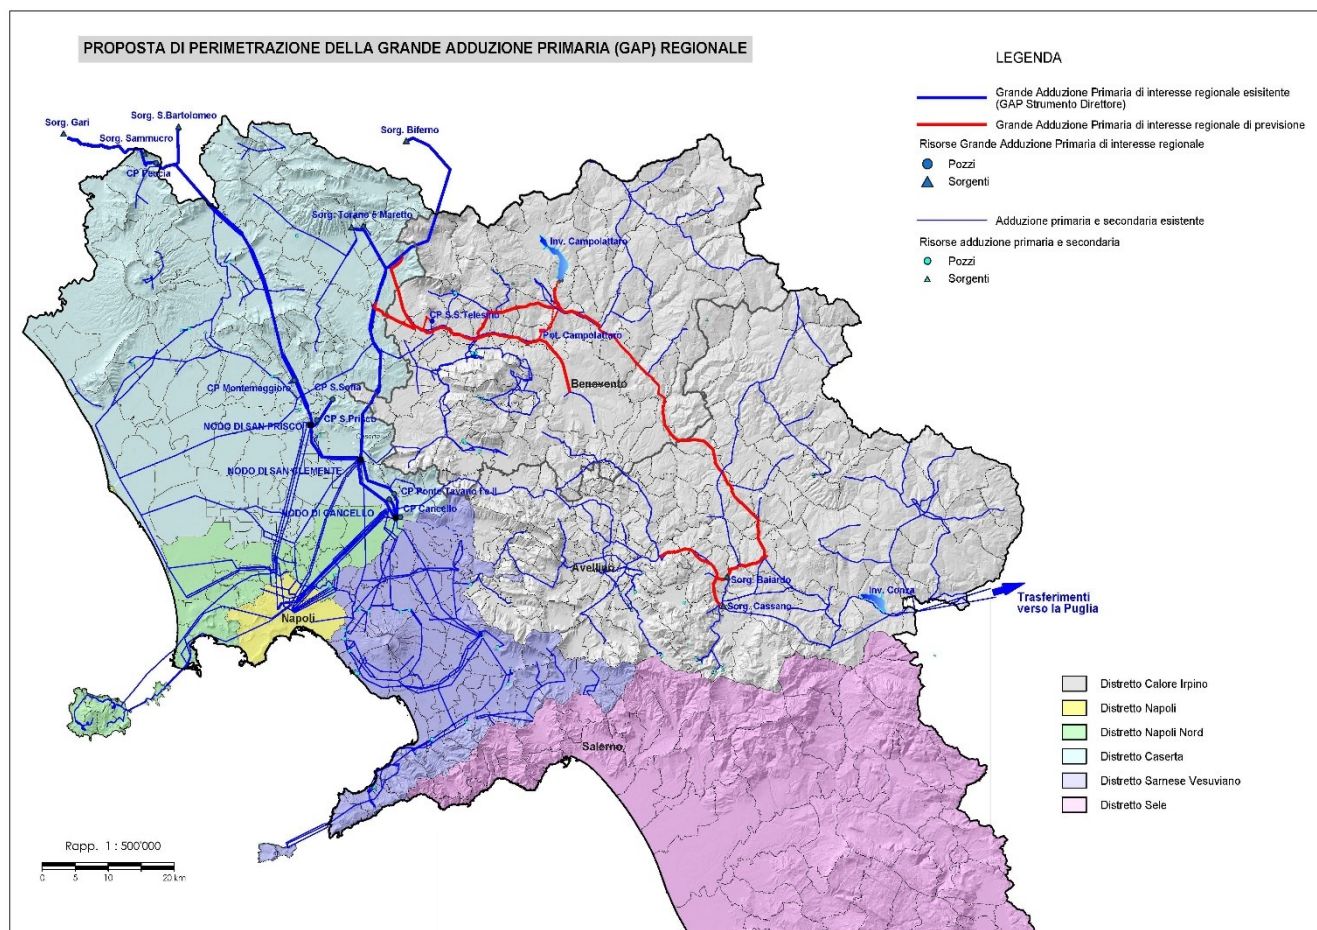 PROPOSTA DI PERIMETRAZIONE DELLA GRANDE ADDUZIONE PRIMARIA (GAP) REGIONALE
LEGENDA
Grande Adduzione Primaria di interesse regionale esisitente
(GAP Strumento Direttore)
Grande Adduzione Primaria di interesse regionale di previsione
Risorse Grande Adduzione Primaria di interesse regionale
Pozzi
Sorgenti
Adduzione primaria e secondaria esistente
Risorse adduzione primaria e secondaria
Pozzi
Sorgenti
Sorg. Gari
Sorg. S.Bartolomeo
Sorg. Sammucro
CP Peccia
Sorg. Biferno
Sorg. Torano e Maretto
Inv. Campolattaro
CP S.S.Telesino
Pot. Campolattaro
CP Montemaggiore
CP S.Sofia
Benevento
CP S.Prisco
NODO DI SAN PRISCO
NODO DI SAN CLEMENTE
CP Ponte Tavano I e II
CP Cancello
NODO DI CANCELLO
Avellino
Sorg. Baiardo
Sorg. Cassano
Inv. Conza
Trasferimenti
verso la Puglia
Napoli
Salerno
Distretto Calore Irpino
Distretto Napoli
Distretto Napoli Nord
Distretto Caserta
Distretto Sarnese Vesuviano
Distretto Sele
Rapp. 1 : 500'000
0 5 10 20 km